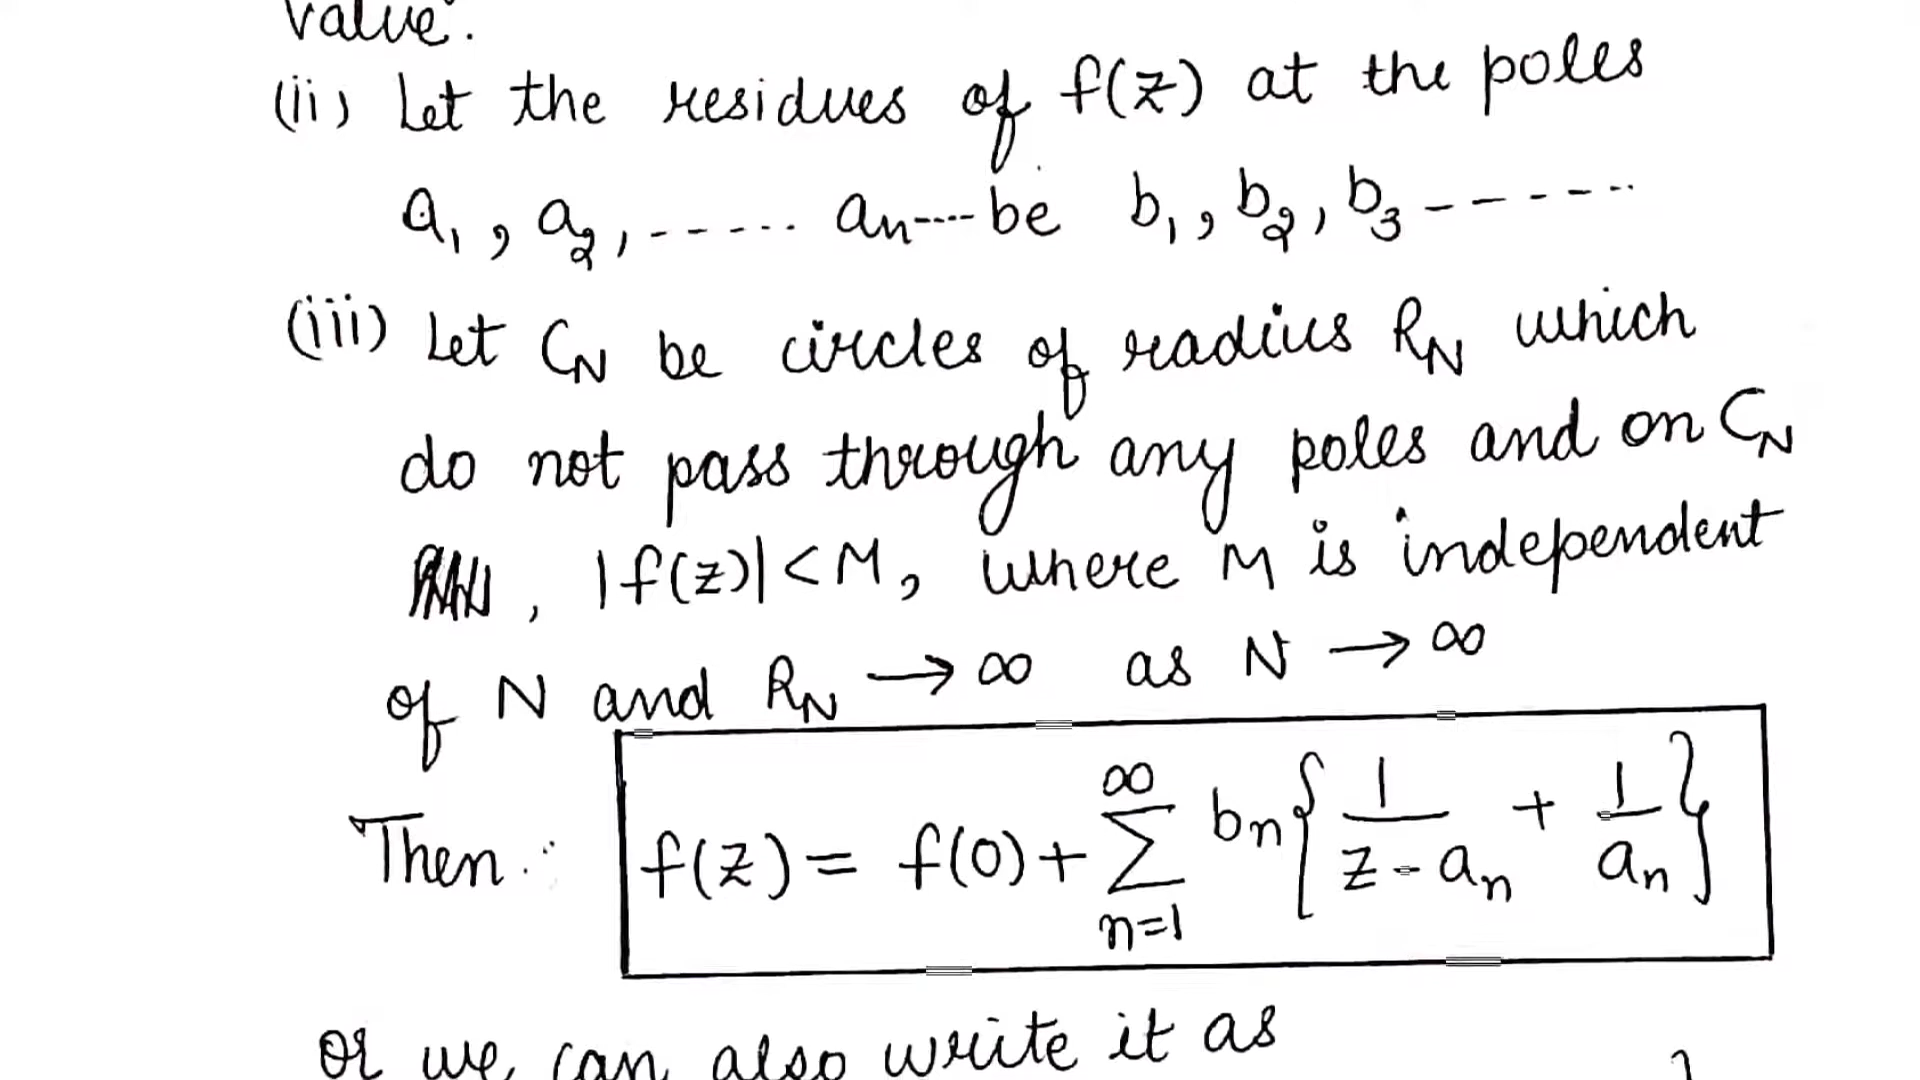 value.
(ii) Let the residues of f(z) at the poles
a₁, a₂, ------ aₙ---- be b₁, b₂, b₃ -------
(iii) Let C_N be circles of radius R_N which
do not pass through any poles and on C_N
, |f(z)| < M, where M is independent
of N and R_N → ∞ as N → ∞
Then f(z) = f(0) + ∑_{n=1}^{∞} bₙ { 1/(z - aₙ) + 1/aₙ }
or we can also write it as